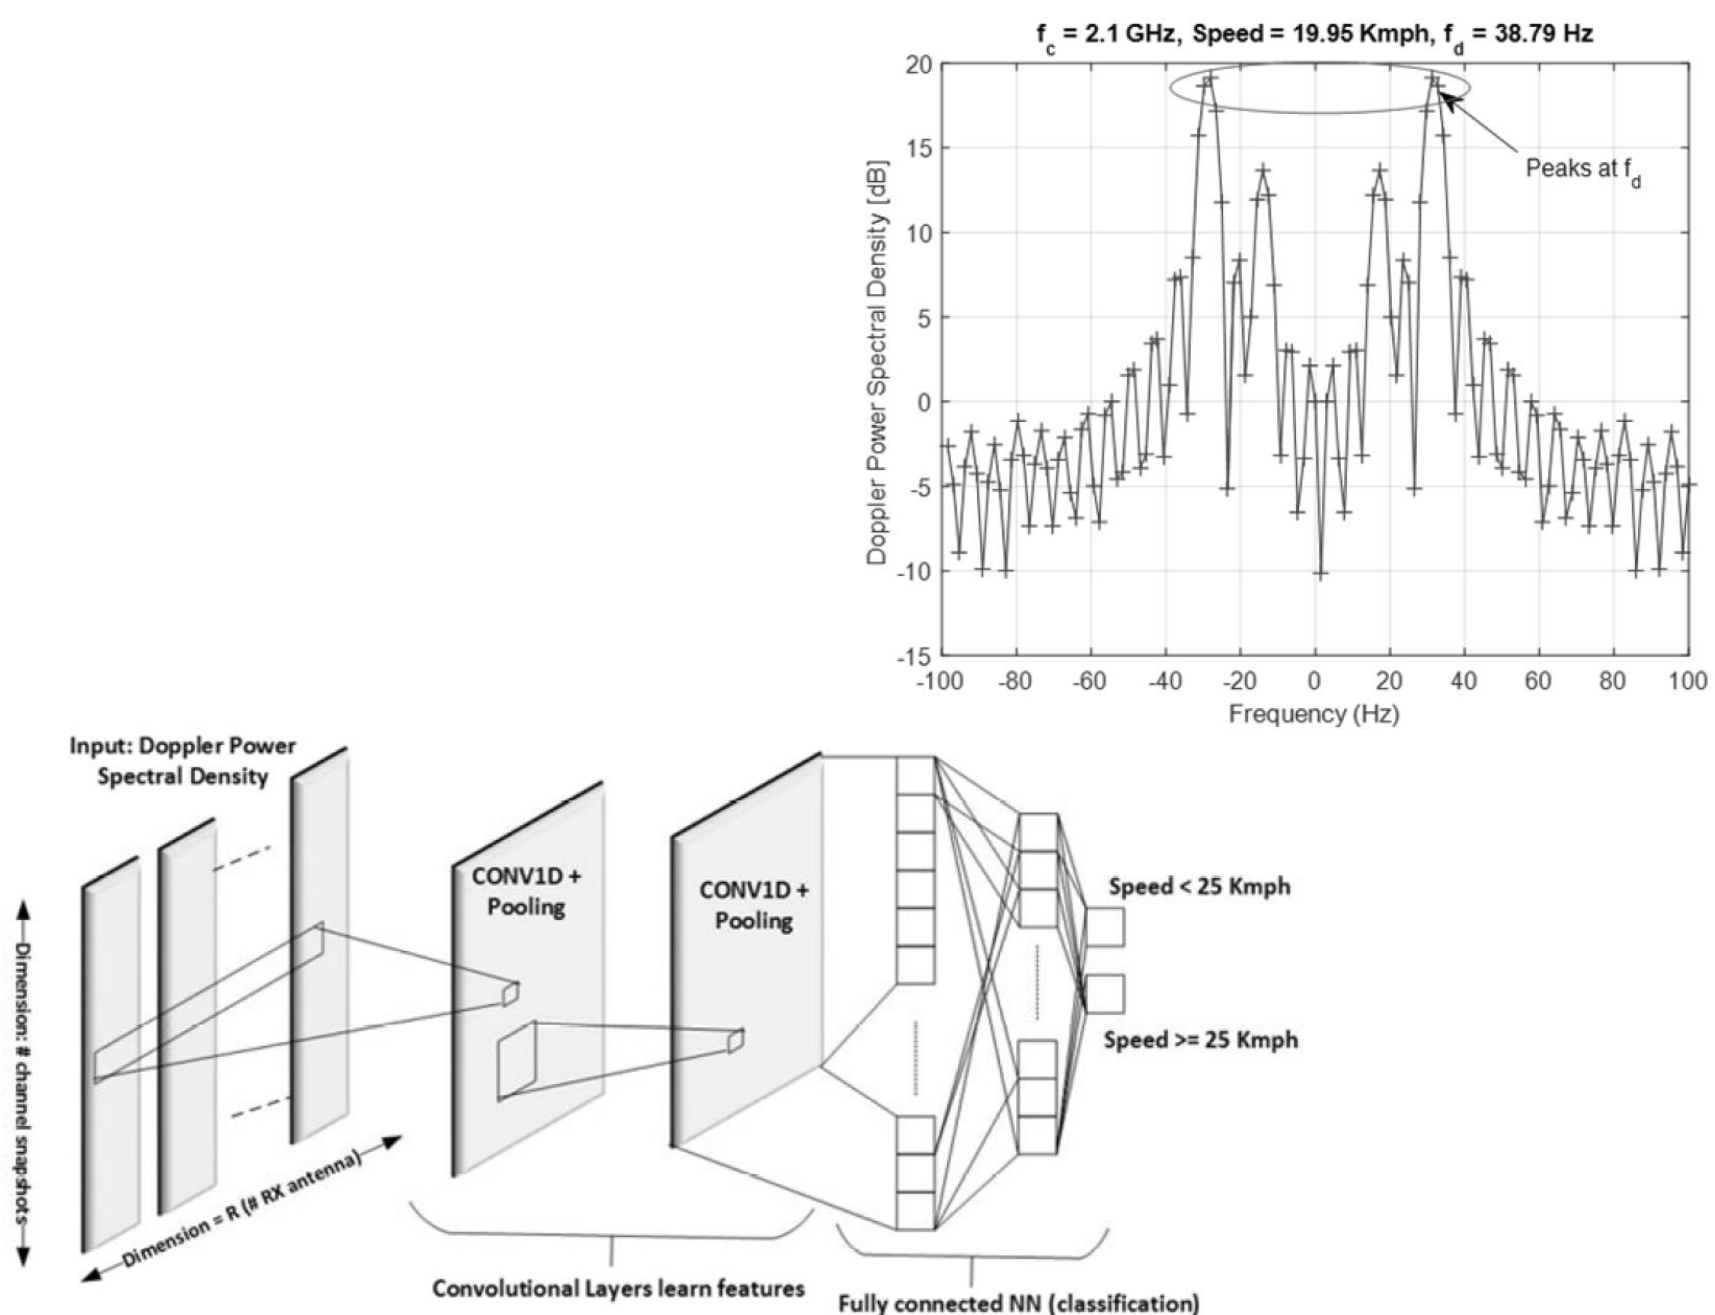 f_c = 2.1 GHz, Speed = 19.95 Kmph, f_d = 38.79 Hz
Doppler Power Spectral Density [dB]
20
15
10
5
0
-5
-10
-15
Peaks at f_d
-100 -80 -60 -40 -20 0 20 40 60 80 100
Frequency (Hz)
Input: Doppler Power
Spectral Density
CONV1D +
Pooling
CONV1D +
Pooling
Speed < 25 Kmph
Speed >= 25 Kmph
Dimension: # channel snapshots
Dimension = R (# RX antenna)
Convolutional Layers learn features
Fully connected NN (classification)